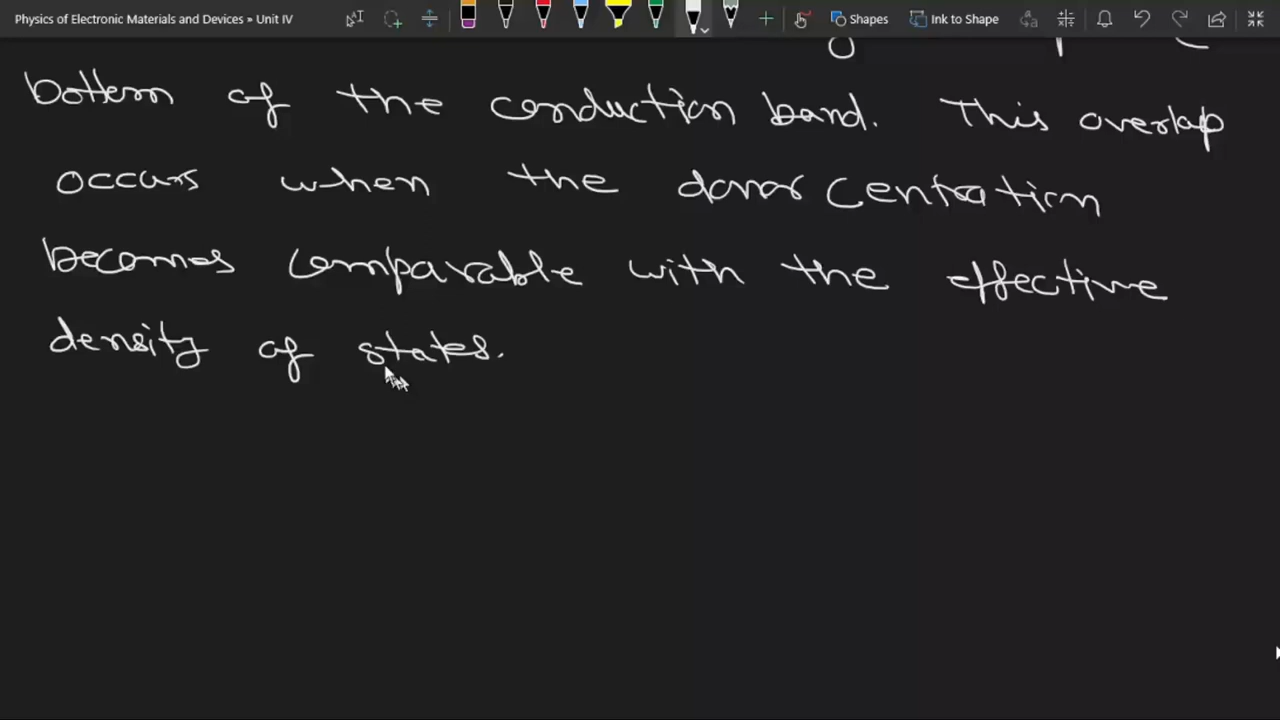 Physics of Electronic Materials and Devices » Unit IV
Shapes
Ink to Shape
bottom of the conduction band. This overlap
occurs when the donor centration
becomes comparable with the effective
density of states.